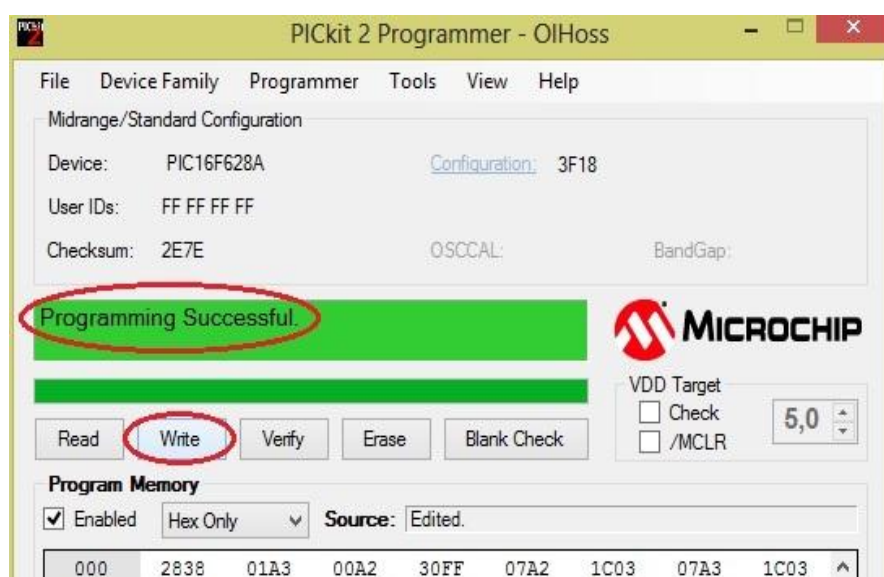 PICkit 2 Programmer - OlHoss
File Device Family Programmer Tools View Help
Midrange/Standard Configuration
Device: PIC16F628A Configuration: 3F18
User IDs: FF FF FF FF
Checksum: 2E7E OSCCAL: BandGap:
Programming Successful.
MICROCHIP
VDD Target
Check
/MCLR
5,0
Read Write Verify Erase Blank Check
Program Memory
Enabled Hex Only Source: Edited.
000 2838 01A3 00A2 30FF 07A2 1C03 07A3 1C03